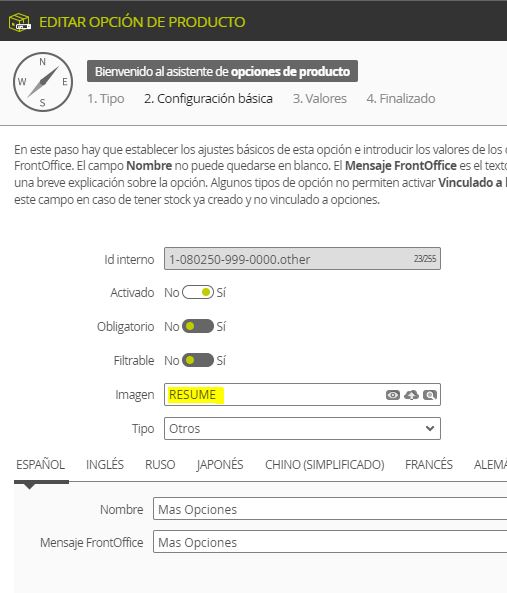 EDITAR OPCIÓN DE PRODUCTO
N
W E
S
Bienvenido al asistente de opciones de producto
1. Tipo 2. Configuración básica 3. Valores 4. Finalizado
En este paso hay que establecer los ajustes básicos de esta opción e introducir los valores de los
FrontOffice. El campo Nombre no puede quedarse en blanco. El Mensaje FrontOffice es el
una breve explicación sobre la opción. Algunos tipos de opción no permiten activar Vinculado a
este campo en caso de tener stock ya creado y no vinculado a opciones.
Id interno 1-080250-999-0000.other 23/255
Activado No Sí
Obligatorio No Sí
Filtrable No Sí
Imagen RESUME
Tipo Otros
ESPAÑOL INGLÉS RUSO JAPONÉS CHINO (SIMPLIFICADO) FRANCÉS ALEMA
Nombre Mas Opciones
Mensaje FrontOffice Mas Opciones